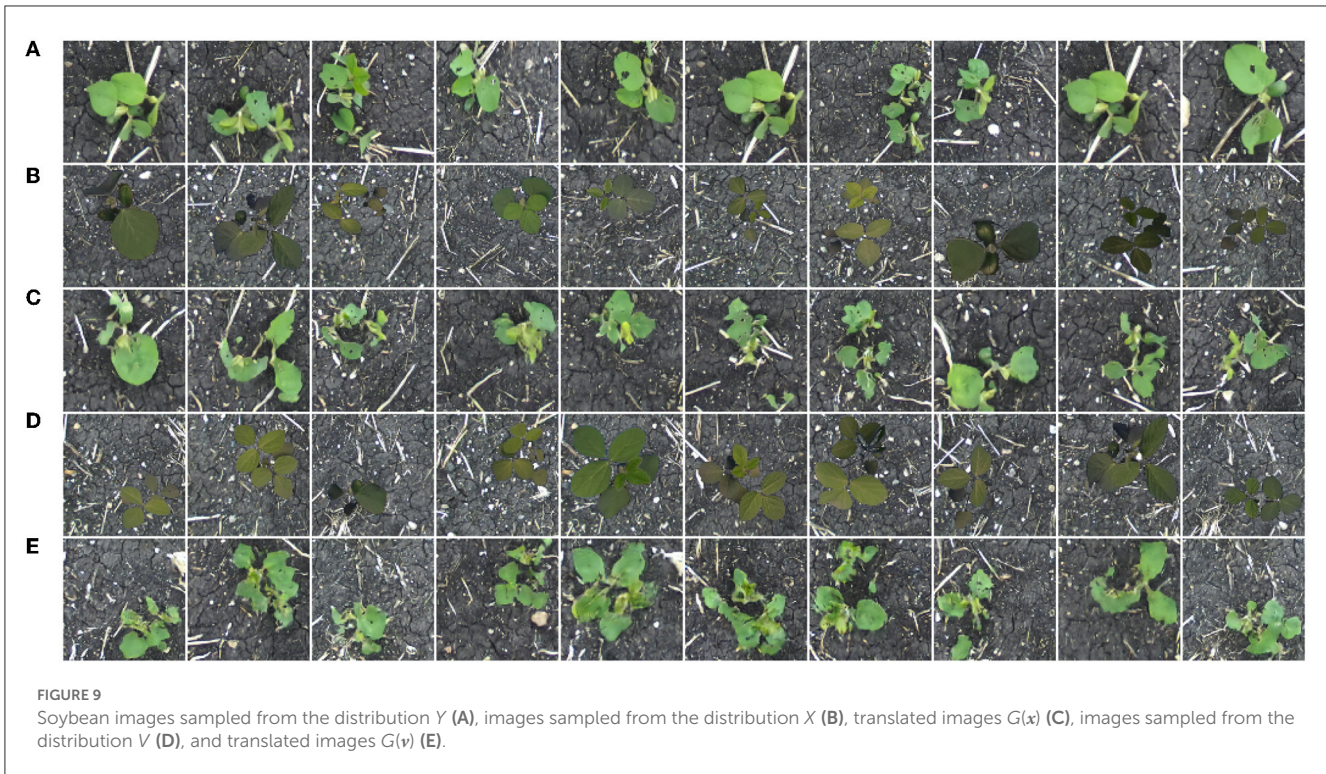 A
B
C
D
E
FIGURE 9
Soybean images sampled from the distribution Y (A), images sampled from the distribution X (B), translated images G(x) (C), images sampled from the
distribution V (D), and translated images G(v) (E).